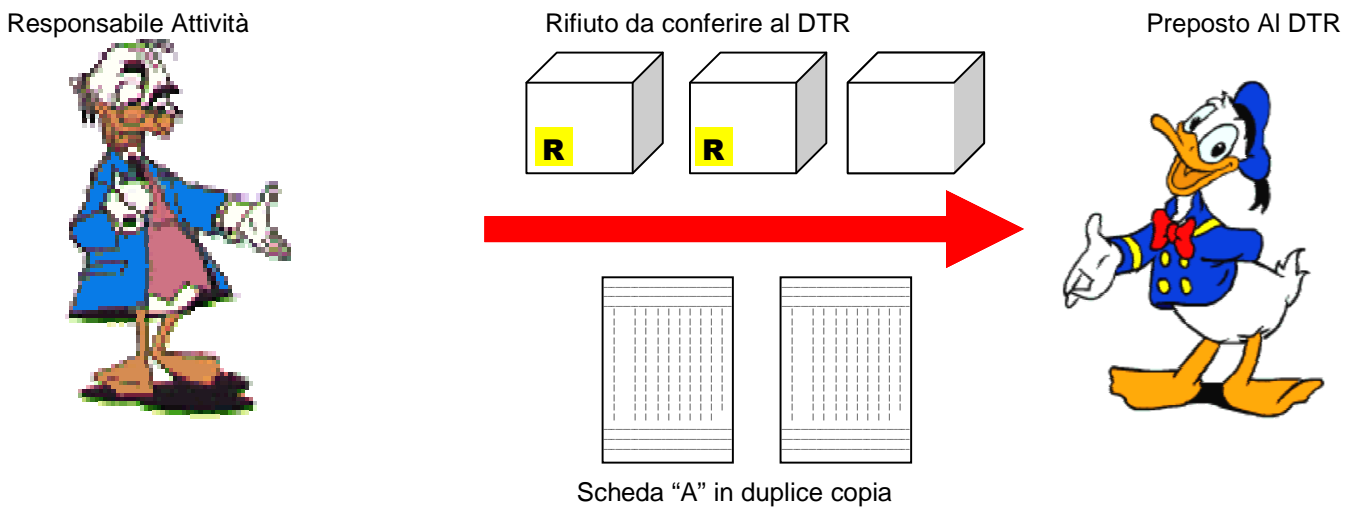 Responsabile Attività
Rifiuto da conferire al DTR
Preposto Al DTR
R
R
Scheda “A” in duplice copia